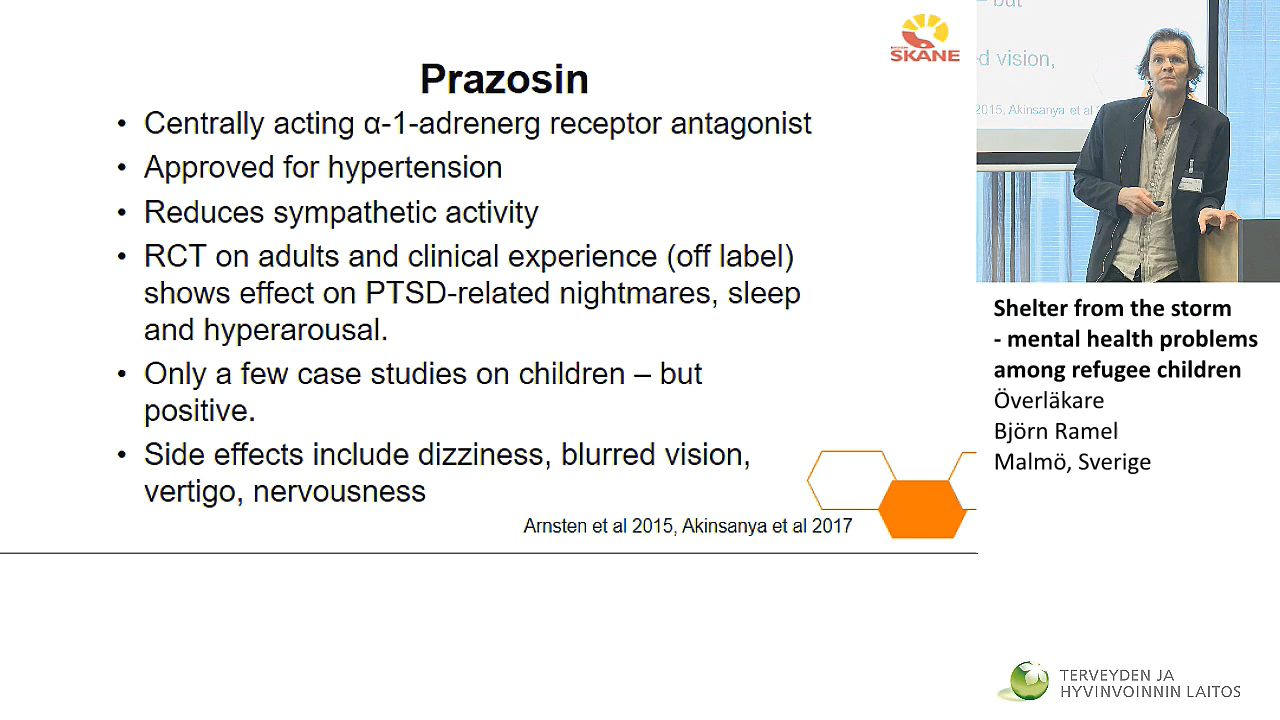 SKANE
Prazosin
• Centrally acting α-1-adrenerg receptor antagonist
• Approved for hypertension
• Reduces sympathetic activity
• RCT on adults and clinical experience (off label)
shows effect on PTSD-related nightmares, sleep
and hyperarousal.
• Only a few case studies on children – but
positive.
• Side effects include dizziness, blurred vision,
vertigo, nervousness
Arnsten et al 2015, Akinsanya et al 2017
but
d vision,
2015, Akinsanya et al
Shelter from the storm
- mental health problems
among refugee children
Överläkare
Björn Ramel
Malmö, Sverige
TERVEYDEN JA
HYVINVOINNIN LAITOS